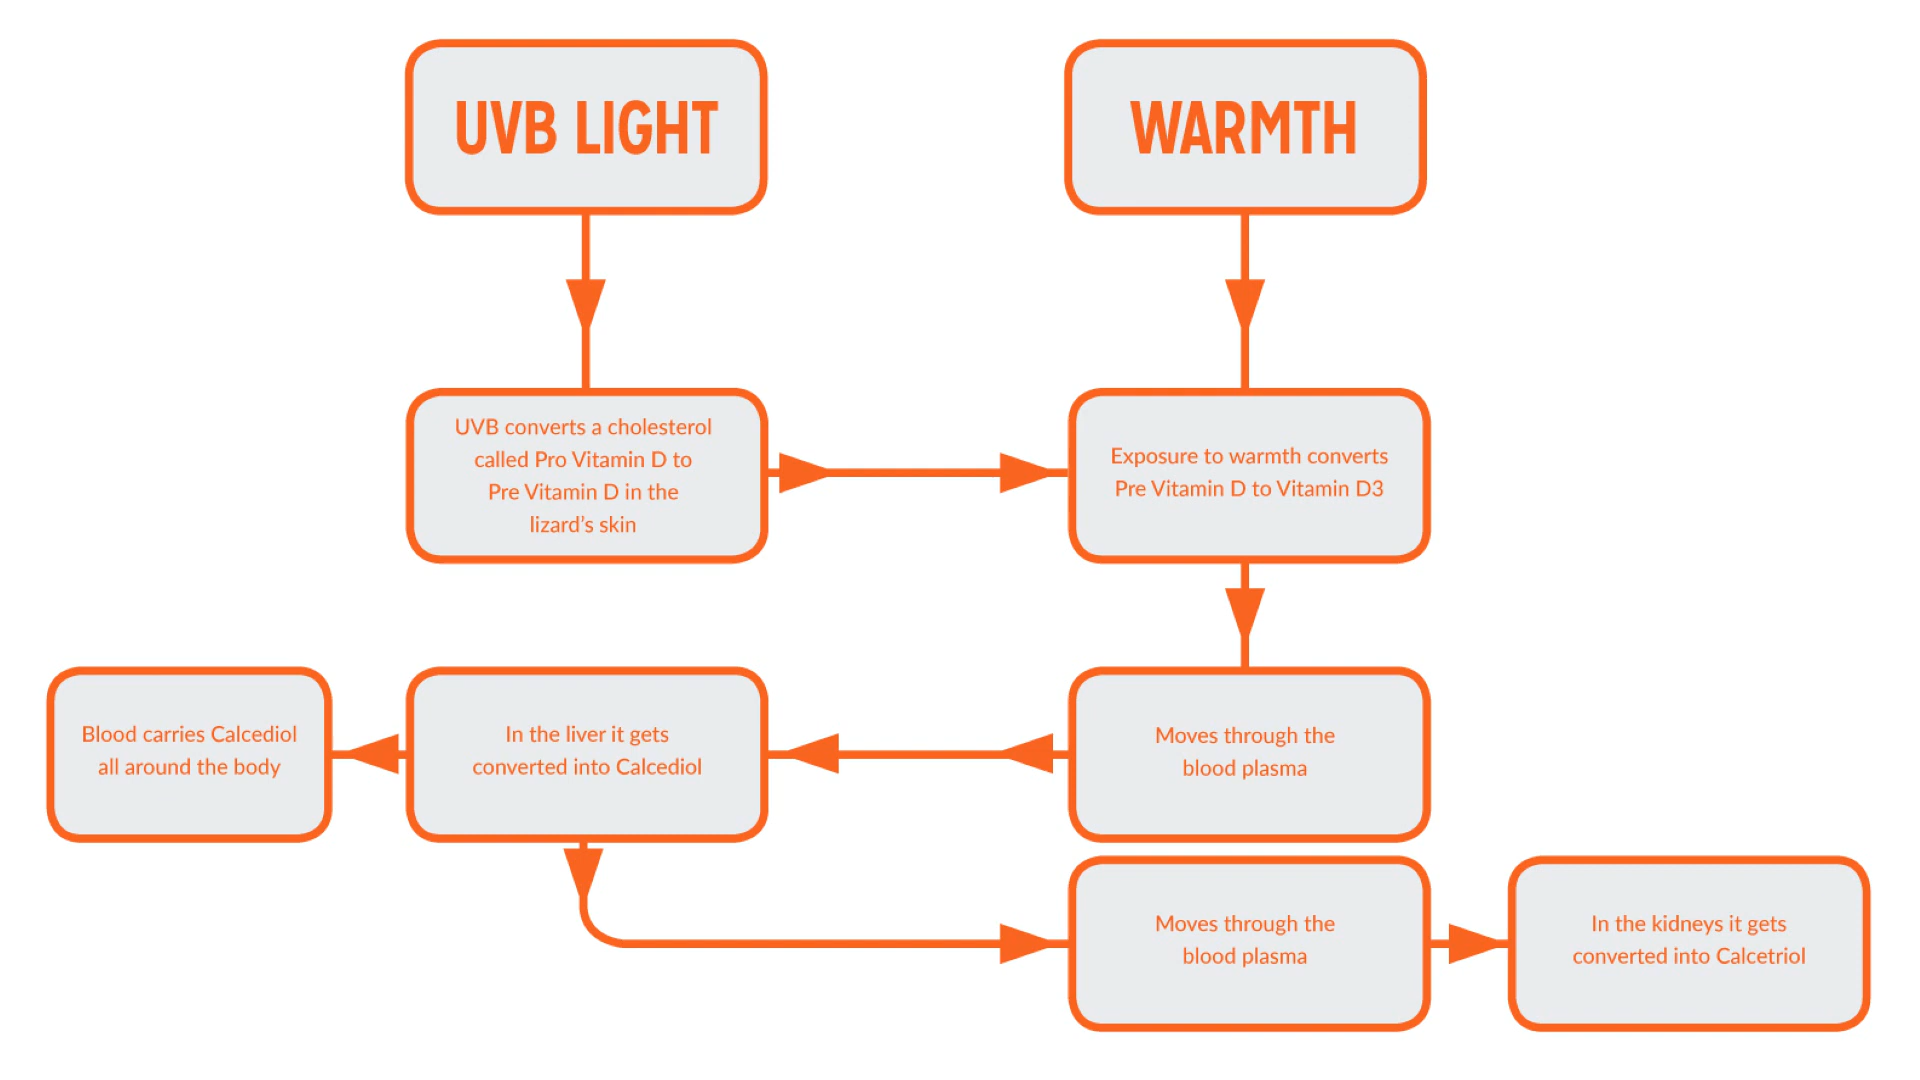 UVB LIGHT
WARMTH
UVB converts a cholesterol
called Pro Vitamin D to
Pre Vitamin D in the
lizard's skin
Exposure to warmth converts
Pre Vitamin D to Vitamin D3
Blood carries Calcediol
all around the body
In the liver it gets
converted into Calcediol
Moves through the
blood plasma
Moves through the
blood plasma
In the kidneys it gets
converted into Calcetriol